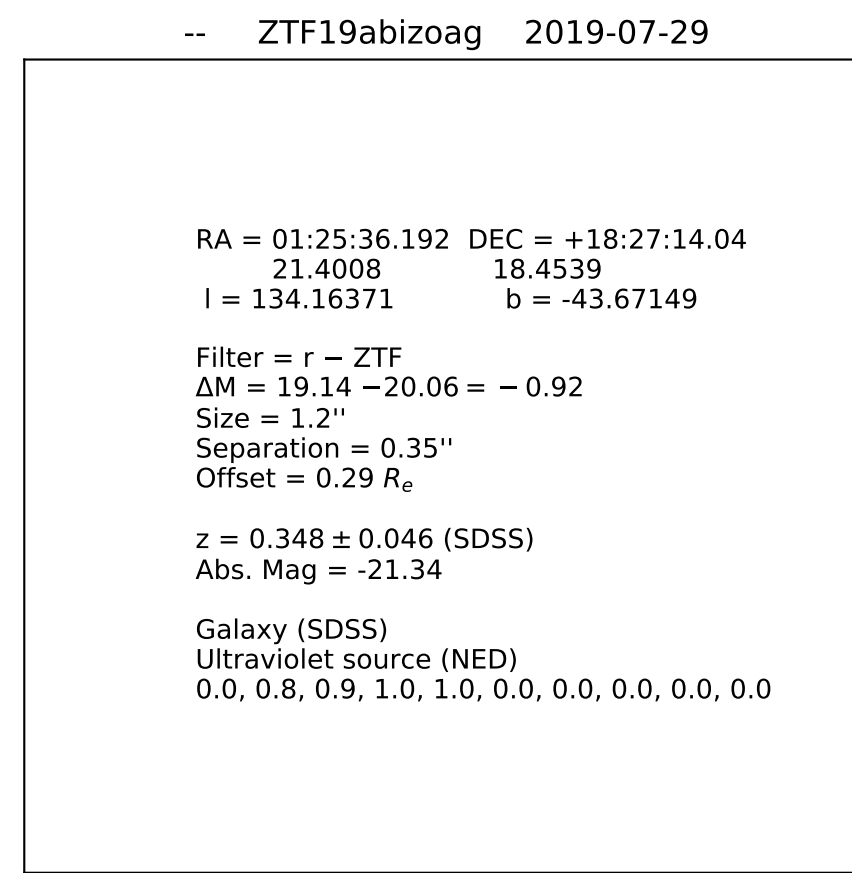 -- ZTF19abizoag 2019-07-29
RA = 01:25:36.192 DEC = +18:27:14.04
21.4008 18.4539
l = 134.16371 b = -43.67149
Filter = r − ZTF
ΔM = 19.14 −20.06 = − 0.92
Size = 1.2''
Separation = 0.35''
Offset = 0.29 Rₑ
z = 0.348 ± 0.046 (SDSS)
Abs. Mag = -21.34
Galaxy (SDSS)
Ultraviolet source (NED)
0.0, 0.8, 0.9, 1.0, 1.0, 0.0, 0.0, 0.0, 0.0, 0.0